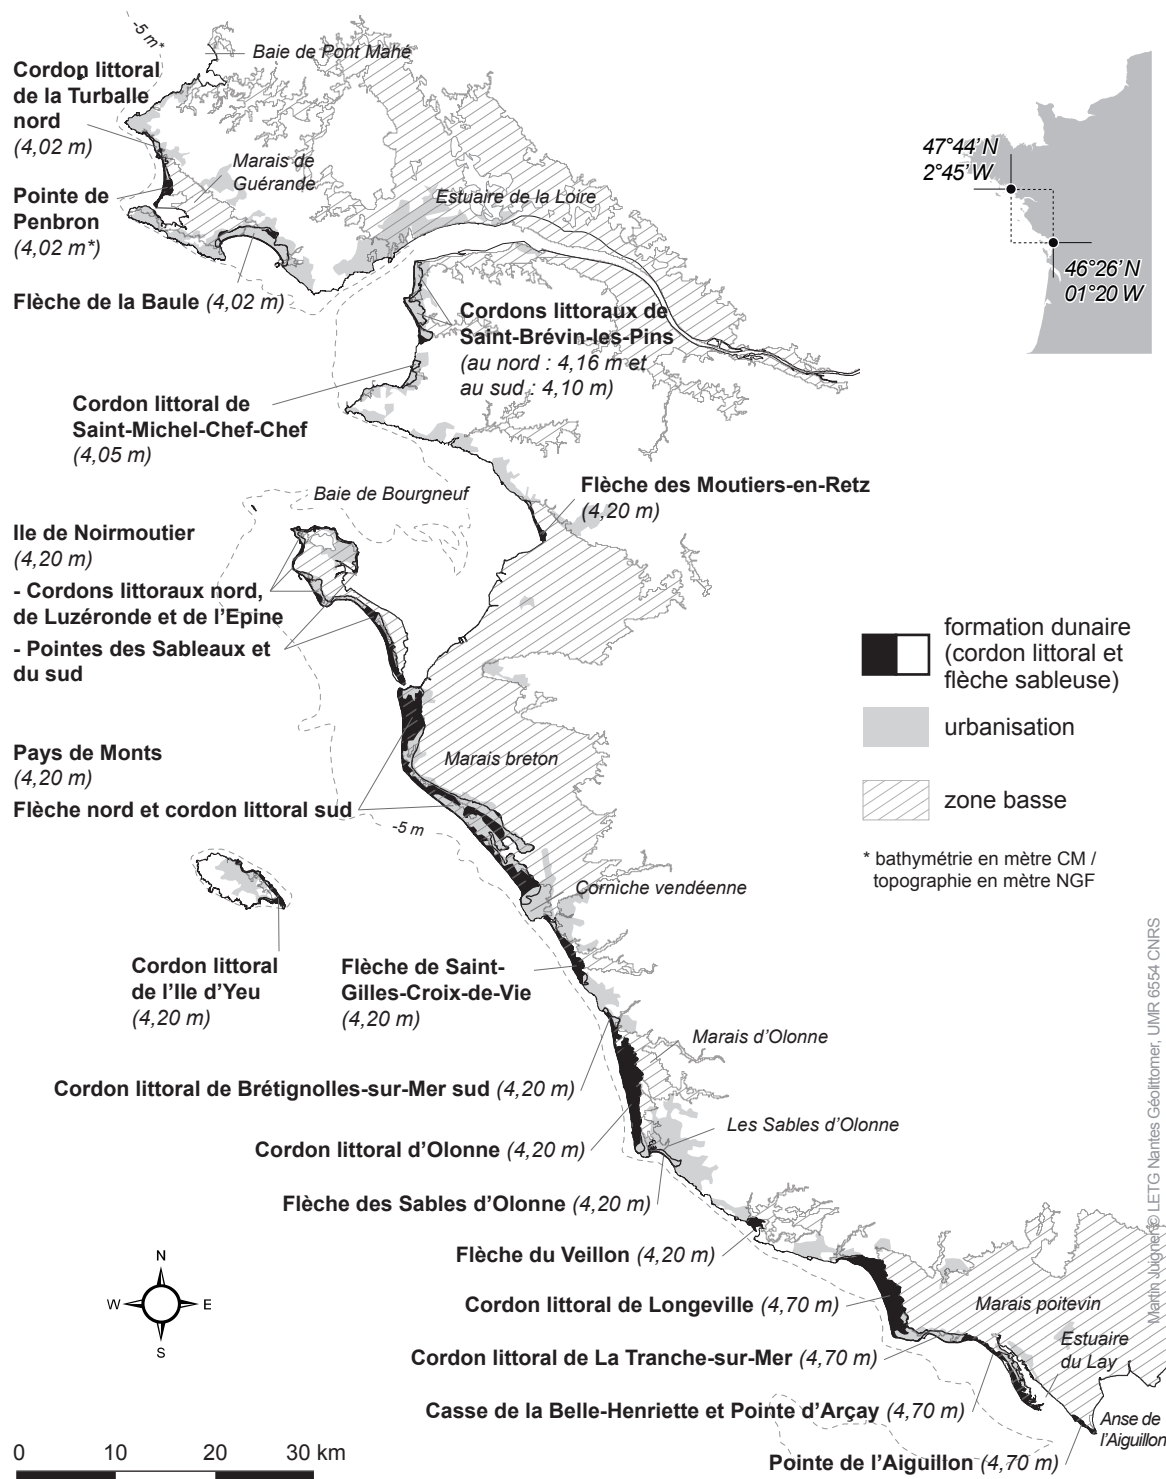 -5 m*
Baie de Pont Mahé
Cordon littoral
de la Turballe
nord
(4,02 m)
Marais de
Guérande
Pointe de
Penbron
(4,02 m*)
Estuaire de la Loire
Flèche de la Baule (4,02 m)
47°44' N
2°45' W
46°26' N
01°20 W
Cordons littoraux de
Saint-Brévin-les-Pins
(au nord : 4,16 m et
au sud : 4,10 m)
Cordon littoral de
Saint-Michel-Chef-Chef
(4,05 m)
Baie de Bourgneuf
Flèche des Moutiers-en-Retz
(4,20 m)
Ile de Noirmoutier
(4,20 m)
- Cordons littoraux nord,
de Luzéronde et de l'Epine
- Pointes des Sableaux et
du sud
formation dunaire
(cordon littoral et
flèche sableuse)
urbanisation
zone basse
* bathymétrie en mètre CM /
topographie en mètre NGF
Pays de Monts
(4,20 m)
Flèche nord et cordon littoral sud
Marais breton
-5 m
Corniche vendéenne
Cordon littoral
de l'Ile d'Yeu
(4,20 m)
Flèche de Saint-
Gilles-Croix-de-Vie
(4,20 m)
Marais d'Olonne
Cordon littoral de Brétignolles-sur-Mer sud (4,20 m)
Les Sables d'Olonne
Cordon littoral d'Olonne (4,20 m)
Flèche des Sables d'Olonne (4,20 m)
Flèche du Veillon (4,20 m)
Cordon littoral de Longeville (4,70 m)
Marais poitevin
Estuaire
du Lay
Cordon littoral de La Tranche-sur-Mer (4,70 m)
Casse de la Belle-Henriette et Pointe d'Arçay (4,70 m)
Anse de
l'Aiguillon
Pointe de l'Aiguillon (4,70 m)
N
W
E
S
0 10 20 30 km
Martin Juigner© LETG Nantes Géolittomer, UMR 6554 CNRS